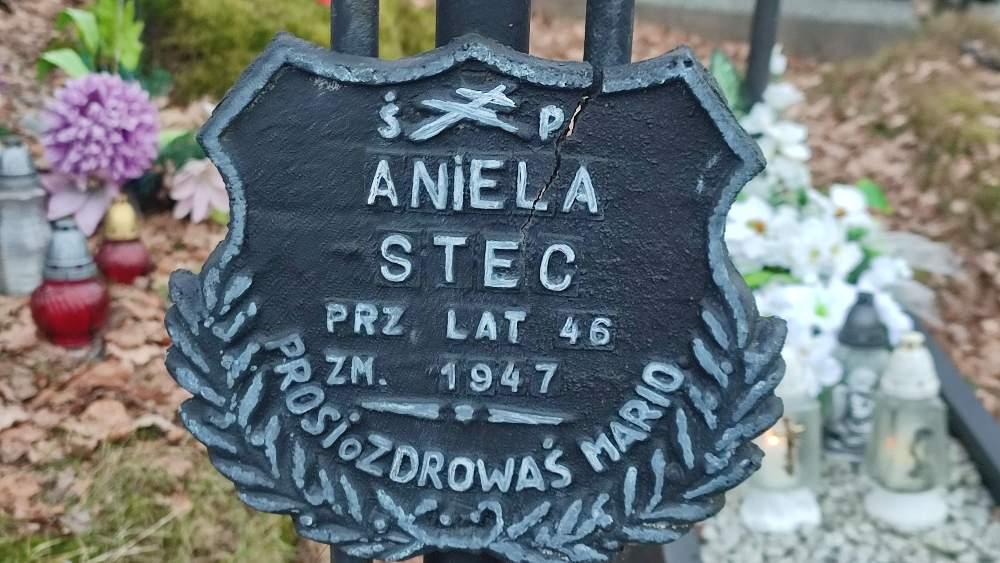 Ś P
ANiELA
STEC
PRZ LAT 46
ZM. 1947
PROSi o ZDROWAŚ MARIO